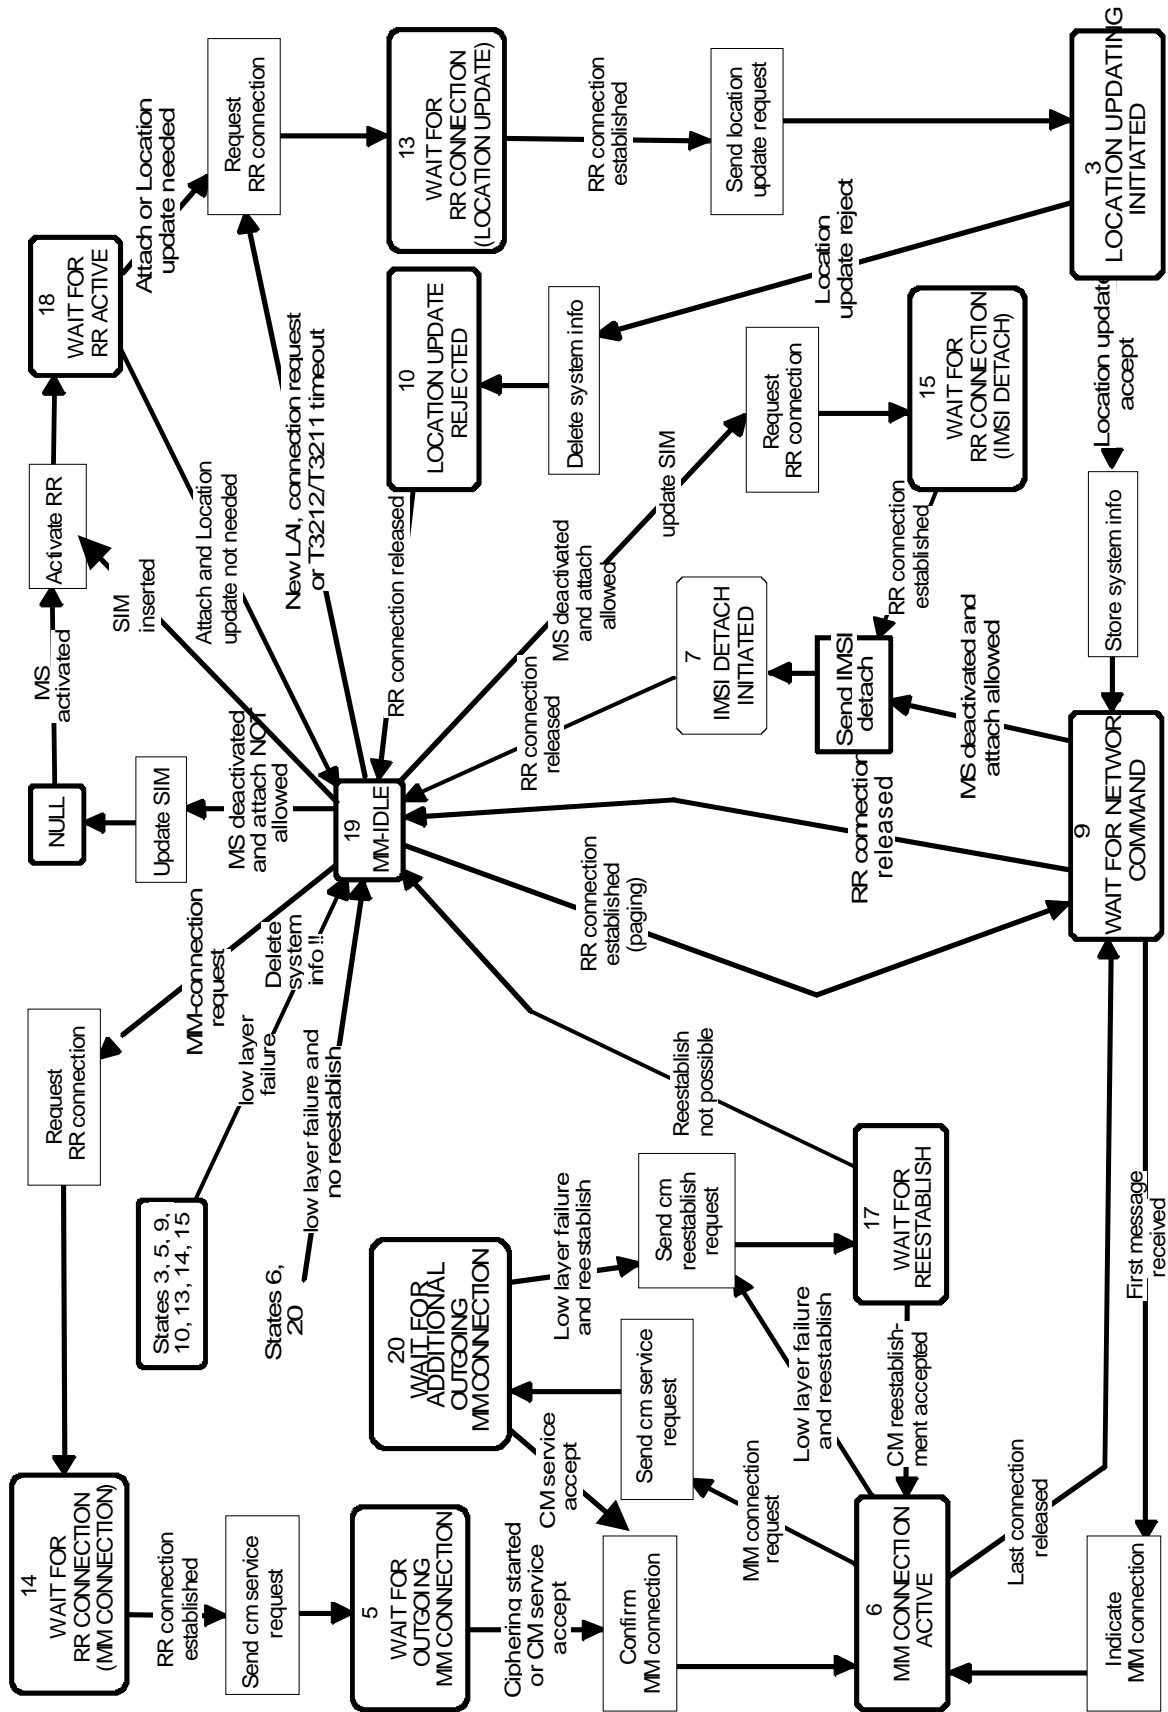 14
WAIT FOR
RR CONNECTION
(MM CONNECTION)
Request
RR connection
NULL
MS
activated
Activate RR
18
WAIT FOR
RR ACTIVE
Attach or Location
update needed
RR connection
established
States 3, 5, 9,
10, 13, 14, 15
MM-connection
request
Update SIM
SIM
inserted
Send cm service
request
low layer
failure
Delete
system
info !!
MS deactivated
and attach NOT
allowed
Attach and Location
update not needed
Request
RR connection
States 6,
20
low layer failure and
no reestablish
New LAI, connection request
or T3212/T3211 timeout
5
WAIT FOR
OUTGOING
MM CONNECTION
20
WAIT FOR
ADDITIONAL
OUTGOING
MM CONNECTION
19
MM-IDLE
RR connection released
10
LOCATION UPDATE
REJECTED
13
WAIT FOR
RR CONNECTION
(LOCATION UPDATE)
Ciphering started
or CM service
accept
CM service
accept
Low layer failure
and reestablish
RR connection
established
(paging)
RR connection
released
MS deactivated
and attach
allowed
Delete system info
RR connection
established
Confirm
MM connection
Send cm service
request
Send cm
reestablish
request
Reestablish
not possible
7
IMSI DETACH
INITIATED
update SIM
Send location
update request
MM connection
request
Low layer failure
and reestablish
Request
RR connection
Location
update reject
6
MM CONNECTION
ACTIVE
CM reestablish-
ment accepted
17
WAIT FOR
REESTABLISH
RR connection
released
Send IMSI
detach
RR connection
established
15
WAIT FOR
RR CONNECTION
(IMSI DETACH)
Last connection
released
MS deactivated and
attach allowed
Indicate
MM connection
First message
received
9
WAIT FOR NETWORK
COMMAND
Store system info
Location update
accept
3
LOCATION UPDATING
INITIATED